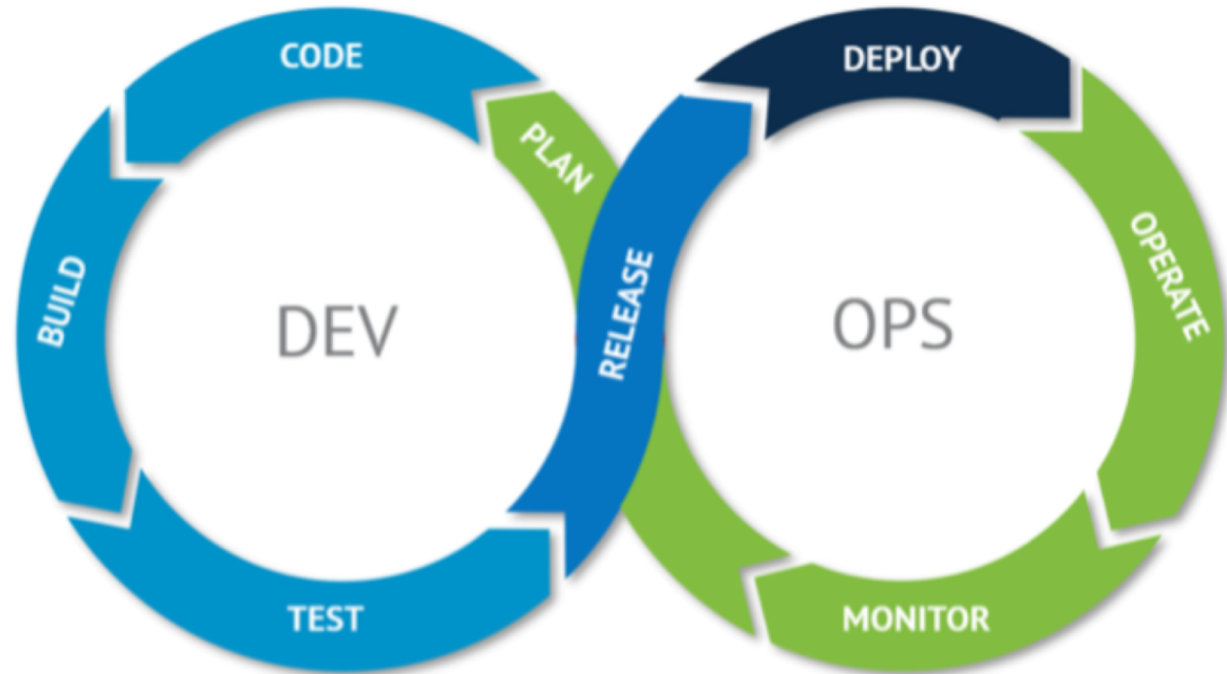 CODE
DEPLOY
PLAN
OPERATE
BUILD
RELEASE
DEV
OPS
TEST
MONITOR